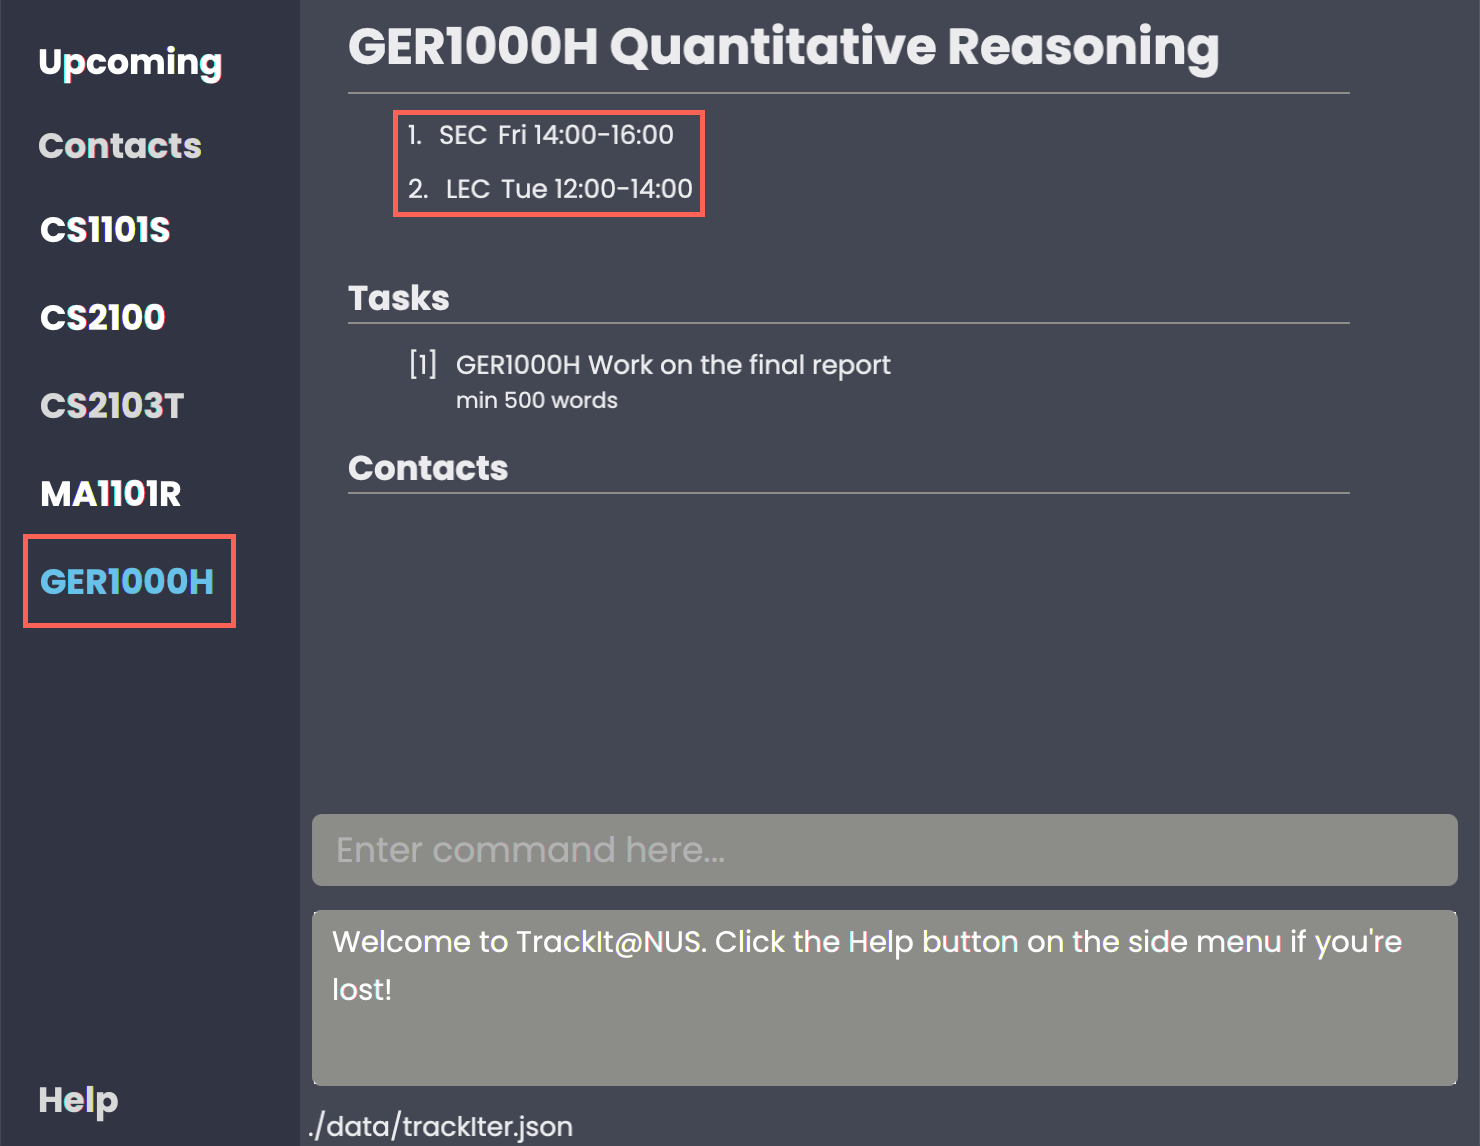 Upcoming
Contacts
CS1101S
CS2100
CS2103T
MA1101R
GER1000H
Help
GER1000H Quantitative Reasoning
1. SEC Fri 14:00-16:00
2. LEC Tue 12:00-14:00
Tasks
[1] GER1000H Work on the final report
min 500 words
Contacts
Enter command here...
Welcome to TrackIt@NUS. Click the Help button on the side menu if you're
lost!
./data/trackIter.json